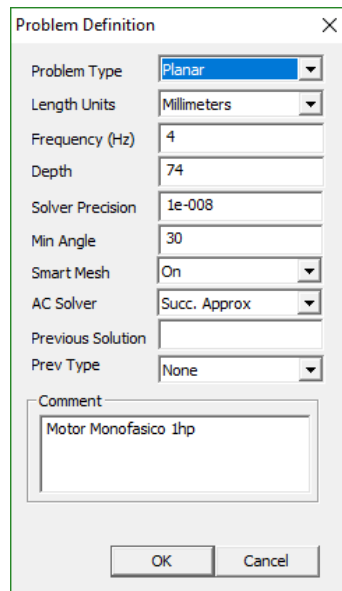 Problem Definition
Problem Type Planar
Length Units Millimeters
Frequency (Hz) 4
Depth 74
Solver Precision 1e-008
Min Angle 30
Smart Mesh On
AC Solver Succ. Approx
Previous Solution
Prev Type None
Comment
Motor Monofasico 1hp
OK Cancel